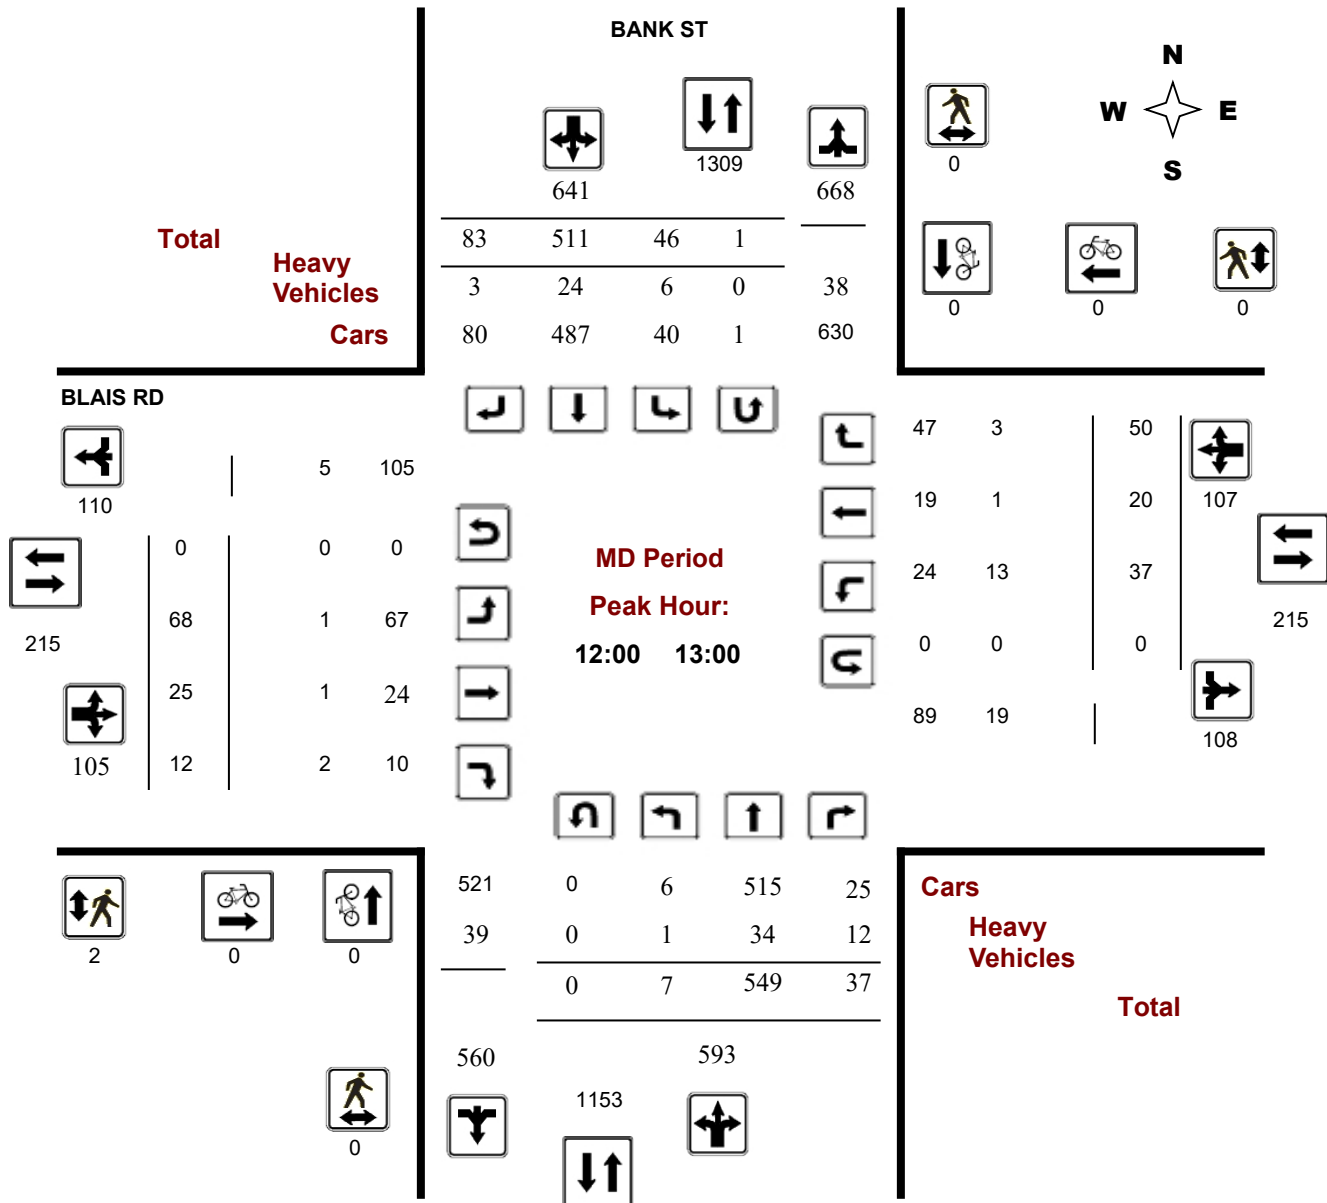 BANK ST
N
W E
S
1309
0
641
668
Total
83 511 46 1
Heavy
Vehicles
3 24 6 0 38
0 0 0
Cars
80 487 40 1 630
BLAIS RD
47 3 50
5 105
110
19 1 20
107
0 0 0
MD Period
24 13 37
68 1 67
Peak Hour:
215
215
12:00 13:00
0 0 0
25 1 24
89 19
108
105
12 2 10
521 0 6 515 25
Cars
39 0 1 34 12
Heavy
Vehicles
2 0 0
0 7 549 37
Total
560 593
1153
0